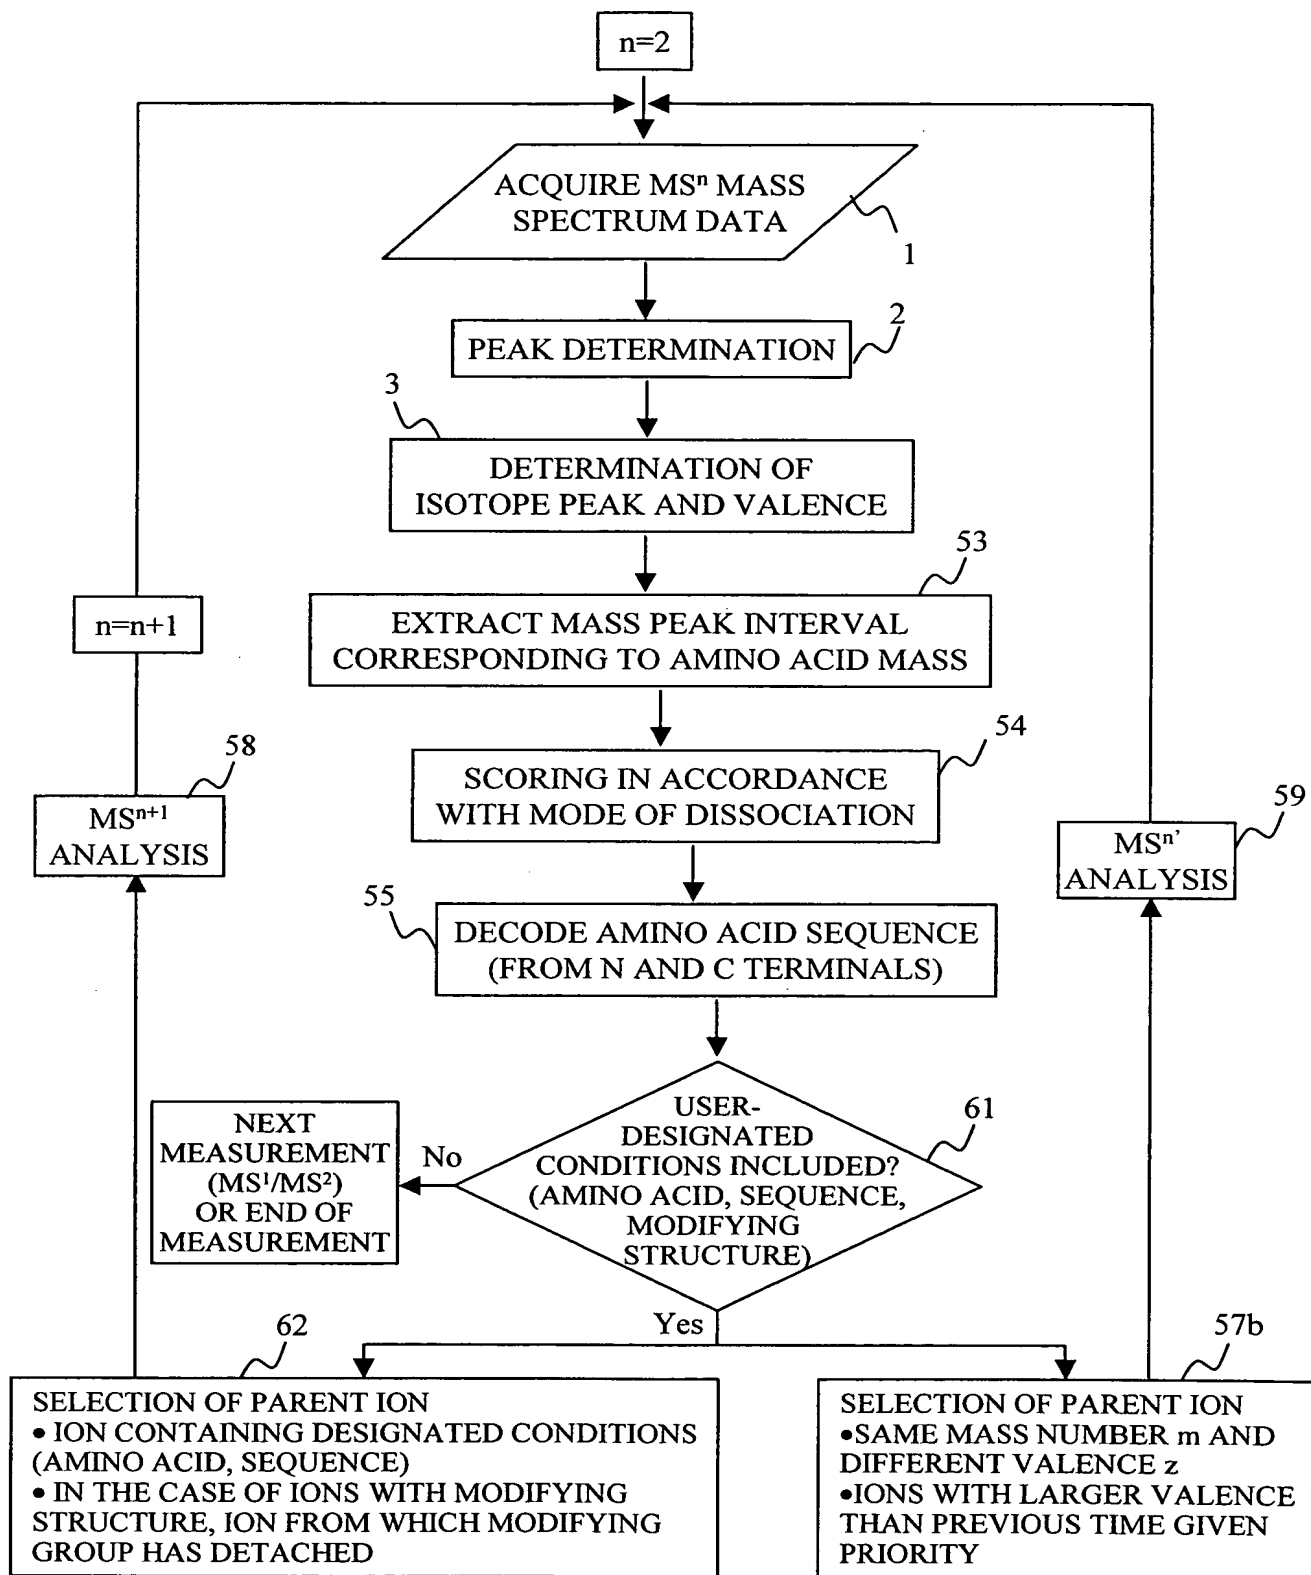 n=2
ACQUIRE MSⁿ MASS
SPECTRUM DATA
1
2
PEAK DETERMINATION
3
DETERMINATION OF
ISOTOPE PEAK AND VALENCE
53
EXTRACT MASS PEAK INTERVAL
CORRESPONDING TO AMINO ACID MASS
n=n+1
54
SCORING IN ACCORDANCE
WITH MODE OF DISSOCIATION
58
MSⁿ⁺¹
ANALYSIS
59
MSⁿ’
ANALYSIS
55
DECODE AMINO ACID SEQUENCE
(FROM N AND C TERMINALS)
61
USER-
DESIGNATED
CONDITIONS INCLUDED?
(AMINO ACID, SEQUENCE,
MODIFYING
STRUCTURE)
No
NEXT
MEASUREMENT
(MS¹/MS²)
OR END OF
MEASUREMENT
Yes
62
SELECTION OF PARENT ION
• ION CONTAINING DESIGNATED CONDITIONS
(AMINO ACID, SEQUENCE)
• IN THE CASE OF IONS WITH MODIFYING
STRUCTURE, ION FROM WHICH MODIFYING
GROUP HAS DETACHED
57b
SELECTION OF PARENT ION
•SAME MASS NUMBER m AND
DIFFERENT VALENCE z
•IONS WITH LARGER VALENCE
THAN PREVIOUS TIME GIVEN
PRIORITY